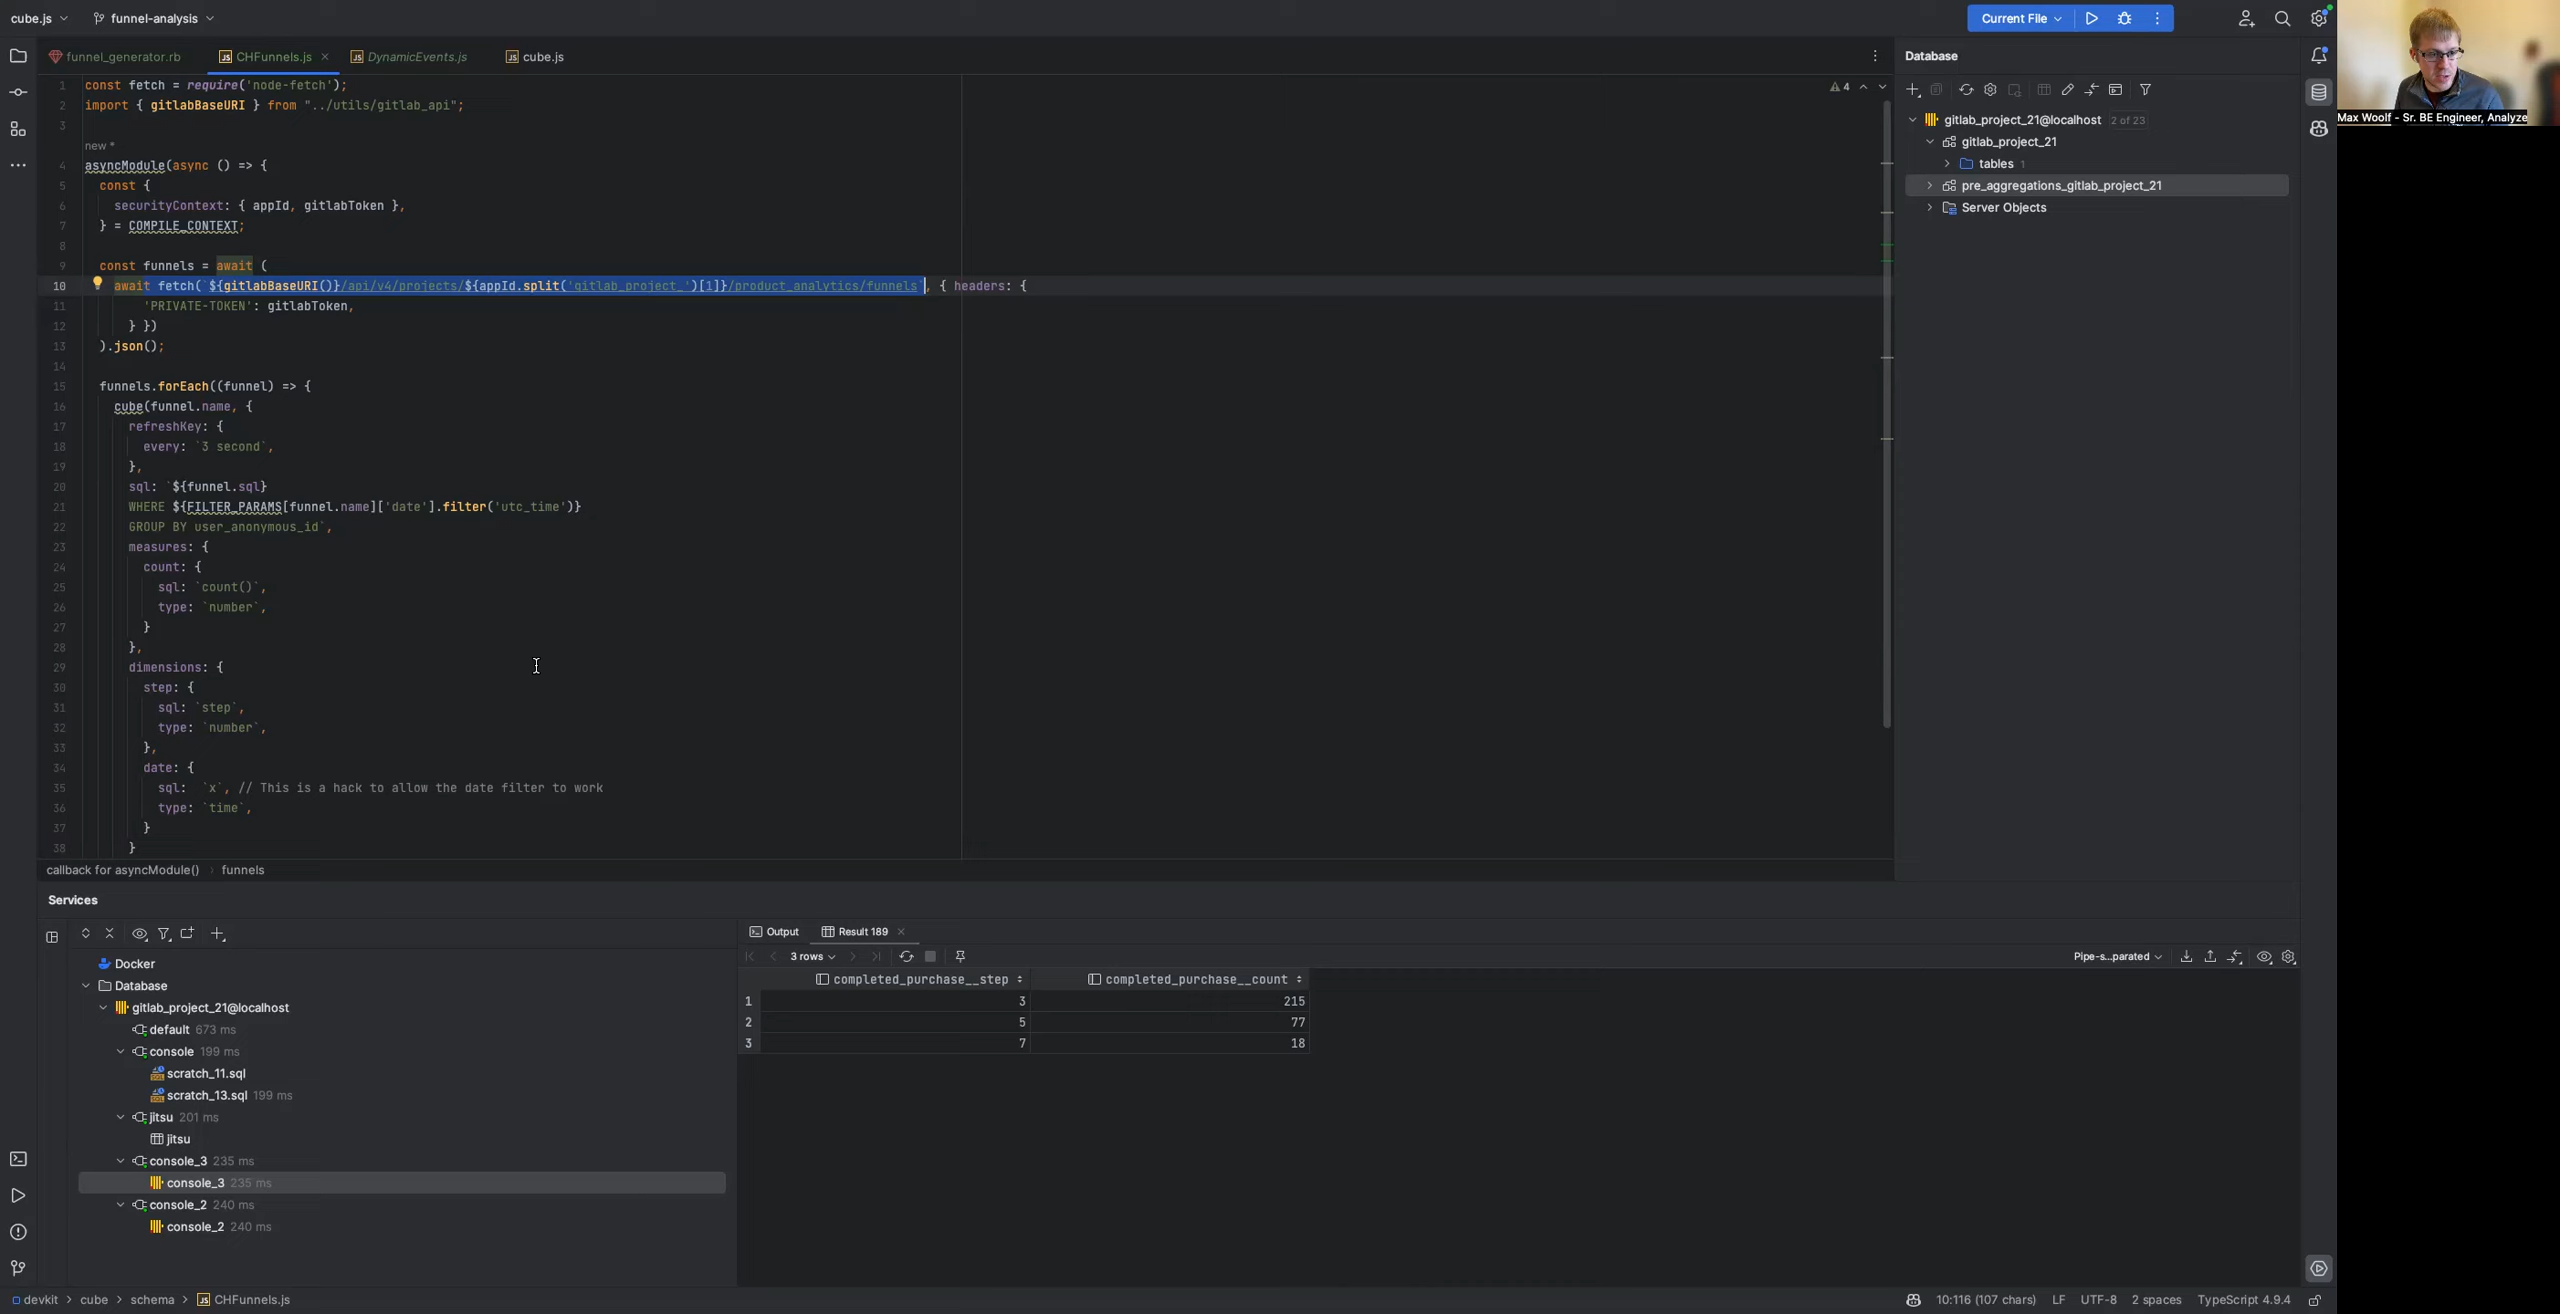 cube.js
funnel-analysis
Current File
funnel_generator.rb
CHFunnels.js
DynamicEvents.js
cube.js
Database
1 const fetch = require('node-fetch');
2 import { gitlabBaseURI } from "../utils/gitlab_api";
3
new *
4 asyncModule(async () => {
5 const {
6 securityContext: { appId, gitlabToken },
7 } = COMPILE_CONTEXT;
8
9 const funnels = await (
10 await fetch(`${gitlabBaseURI()}/api/v4/projects/${appId.split('gitlab_project_')[1]}/product_analytics/funnels`, { headers: {
11 'PRIVATE-TOKEN': gitlabToken,
12 } })
13 ).json();
14
15 funnels.forEach((funnel) => {
16 cube(funnel.name, {
17 refreshKey: {
18 every: `3 second`,
19 },
20 sql: `${funnel.sql}
21 WHERE ${FILTER_PARAMS[funnel.name]['date'].filter('utc_time')}
22 GROUP BY user_anonymous_id`,
23 measures: {
24 count: {
25 sql: `count()`,
26 type: `number`,
27 }
28 },
29 dimensions: {
30 step: {
31 sql: `step`,
32 type: `number`,
33 },
34 date: {
35 sql: `x`, // This is a hack to allow the date filter to work
36 type: `time`,
37 }
38 }
4
gitlab_project_21@localhost 2 of 23
gitlab_project_21
tables 1
pre_aggregations_gitlab_project_21
Server Objects
Max Woolf - Sr. BE Engineer, Analyze
callback for asyncModule() › funnels
Services
Docker
Database
gitlab_project_21@localhost
default 673 ms
console 199 ms
scratch_11.sql
scratch_13.sql 199 ms
jitsu 201 ms
jitsu
console_3 235 ms
console_3 235 ms
console_2 240 ms
console_2 240 ms
Output
Result 189
3 rows
Pipe-s...parated
completed_purchase__step completed_purchase__count
1 3 215
2 5 77
3 7 18
devkit > cube > schema > CHFunnels.js
10:116 (107 chars) LF UTF-8 2 spaces TypeScript 4.9.4